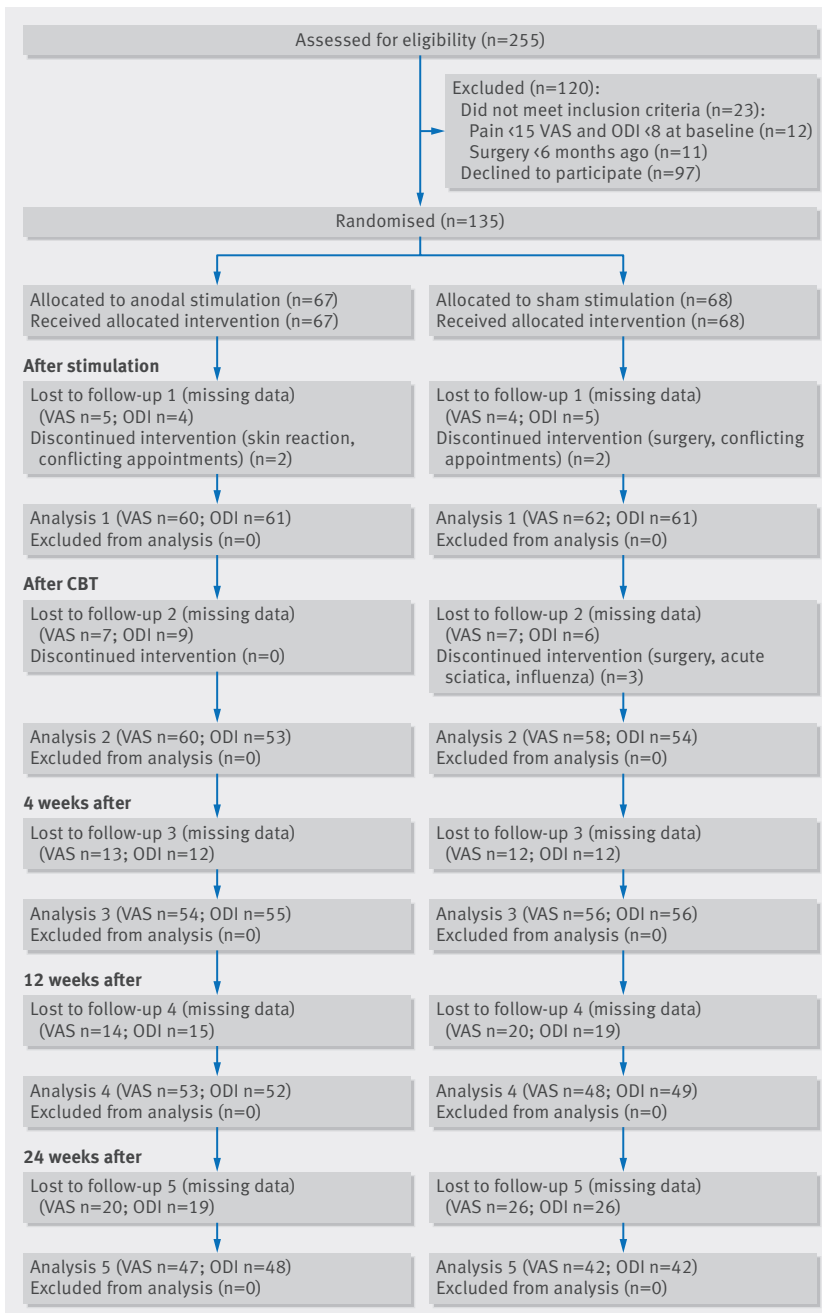 Assessed for eligibility (n=255)
Excluded (n=120):
Did not meet inclusion criteria (n=23):
Pain <15 VAS and ODI <8 at baseline (n=12)
Surgery <6 months ago (n=11)
Declined to participate (n=97)
Randomised (n=135)
Allocated to anodal stimulation (n=67)
Received allocated intervention (n=67)
Allocated to sham stimulation (n=68)
Received allocated intervention (n=68)
After stimulation
Lost to follow-up 1 (missing data)
(VAS n=5; ODI n=4)
Discontinued intervention (skin reaction,
conflicting appointments) (n=2)
Lost to follow-up 1 (missing data)
(VAS n=4; ODI n=5)
Discontinued intervention (surgery, conflicting
appointments) (n=2)
Analysis 1 (VAS n=60; ODI n=61)
Excluded from analysis (n=0)
Analysis 1 (VAS n=62; ODI n=61)
Excluded from analysis (n=0)
After CBT
Lost to follow-up 2 (missing data)
(VAS n=7; ODI n=9)
Discontinued intervention (n=0)
Lost to follow-up 2 (missing data)
(VAS n=7; ODI n=6)
Discontinued intervention (surgery, acute
sciatica, influenza) (n=3)
Analysis 2 (VAS n=60; ODI n=53)
Excluded from analysis (n=0)
Analysis 2 (VAS n=58; ODI n=54)
Excluded from analysis (n=0)
4 weeks after
Lost to follow-up 3 (missing data)
(VAS n=13; ODI n=12)
Lost to follow-up 3 (missing data)
(VAS n=12; ODI n=12)
Analysis 3 (VAS n=54; ODI n=55)
Excluded from analysis (n=0)
Analysis 3 (VAS n=56; ODI n=56)
Excluded from analysis (n=0)
12 weeks after
Lost to follow-up 4 (missing data)
(VAS n=14; ODI n=15)
Lost to follow-up 4 (missing data)
(VAS n=20; ODI n=19)
Analysis 4 (VAS n=53; ODI n=52)
Excluded from analysis (n=0)
Analysis 4 (VAS n=48; ODI n=49)
Excluded from analysis (n=0)
24 weeks after
Lost to follow-up 5 (missing data)
(VAS n=20; ODI n=19)
Lost to follow-up 5 (missing data)
(VAS n=26; ODI n=26)
Analysis 5 (VAS n=47; ODI n=48)
Excluded from analysis (n=0)
Analysis 5 (VAS n=42; ODI n=42)
Excluded from analysis (n=0)